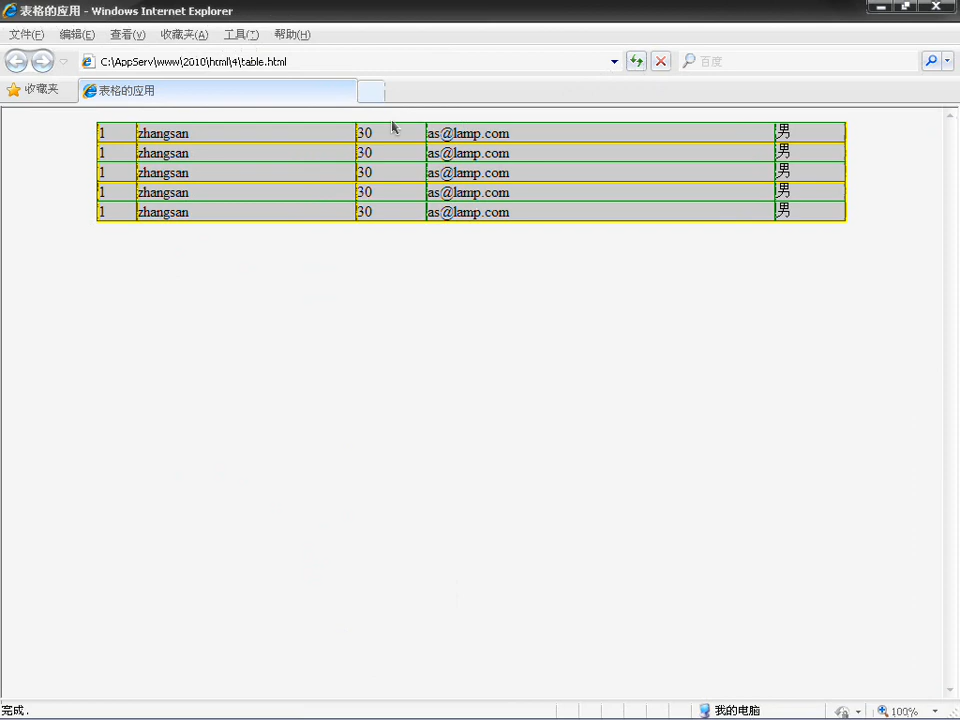 表格的应用 - Windows Internet Explorer
文件(F) 编辑(E) 查看(V) 收藏夹(A) 工具(T) 帮助(H)
C:\AppServ\www\2010\html\4\table.html 百度
收藏夹 表格的应用
1 zhangsan 30 as@lamp.com 男
1 zhangsan 30 as@lamp.com 男
1 zhangsan 30 as@lamp.com 男
1 zhangsan 30 as@lamp.com 男
1 zhangsan 30 as@lamp.com 男
完成. 我的电脑 100%